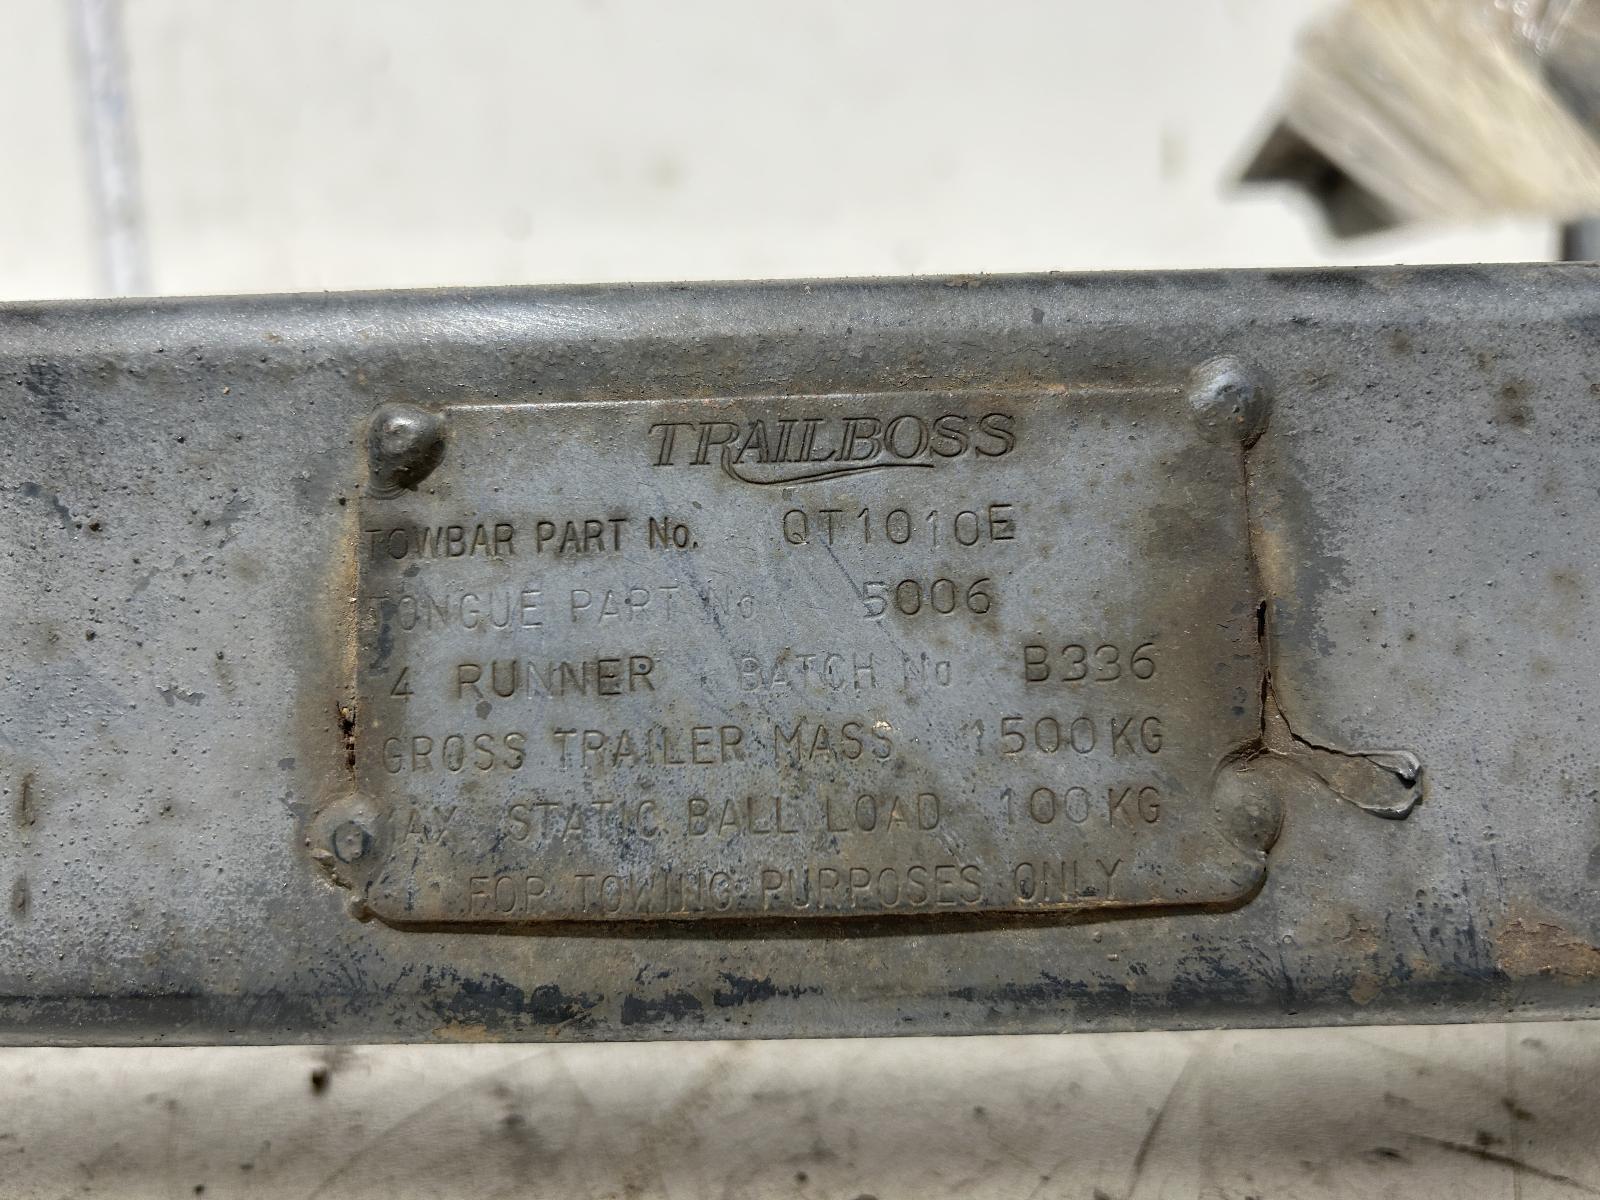 TRAILBOSS
TOWBAR PART No. QT1010E
TONGUE PART No 5006
4 RUNNER BATCH No B336
GROSS TRAILER MASS 1500KG
MAX STATIC BALL LOAD 100KG
FOR TOWING PURPOSES ONLY